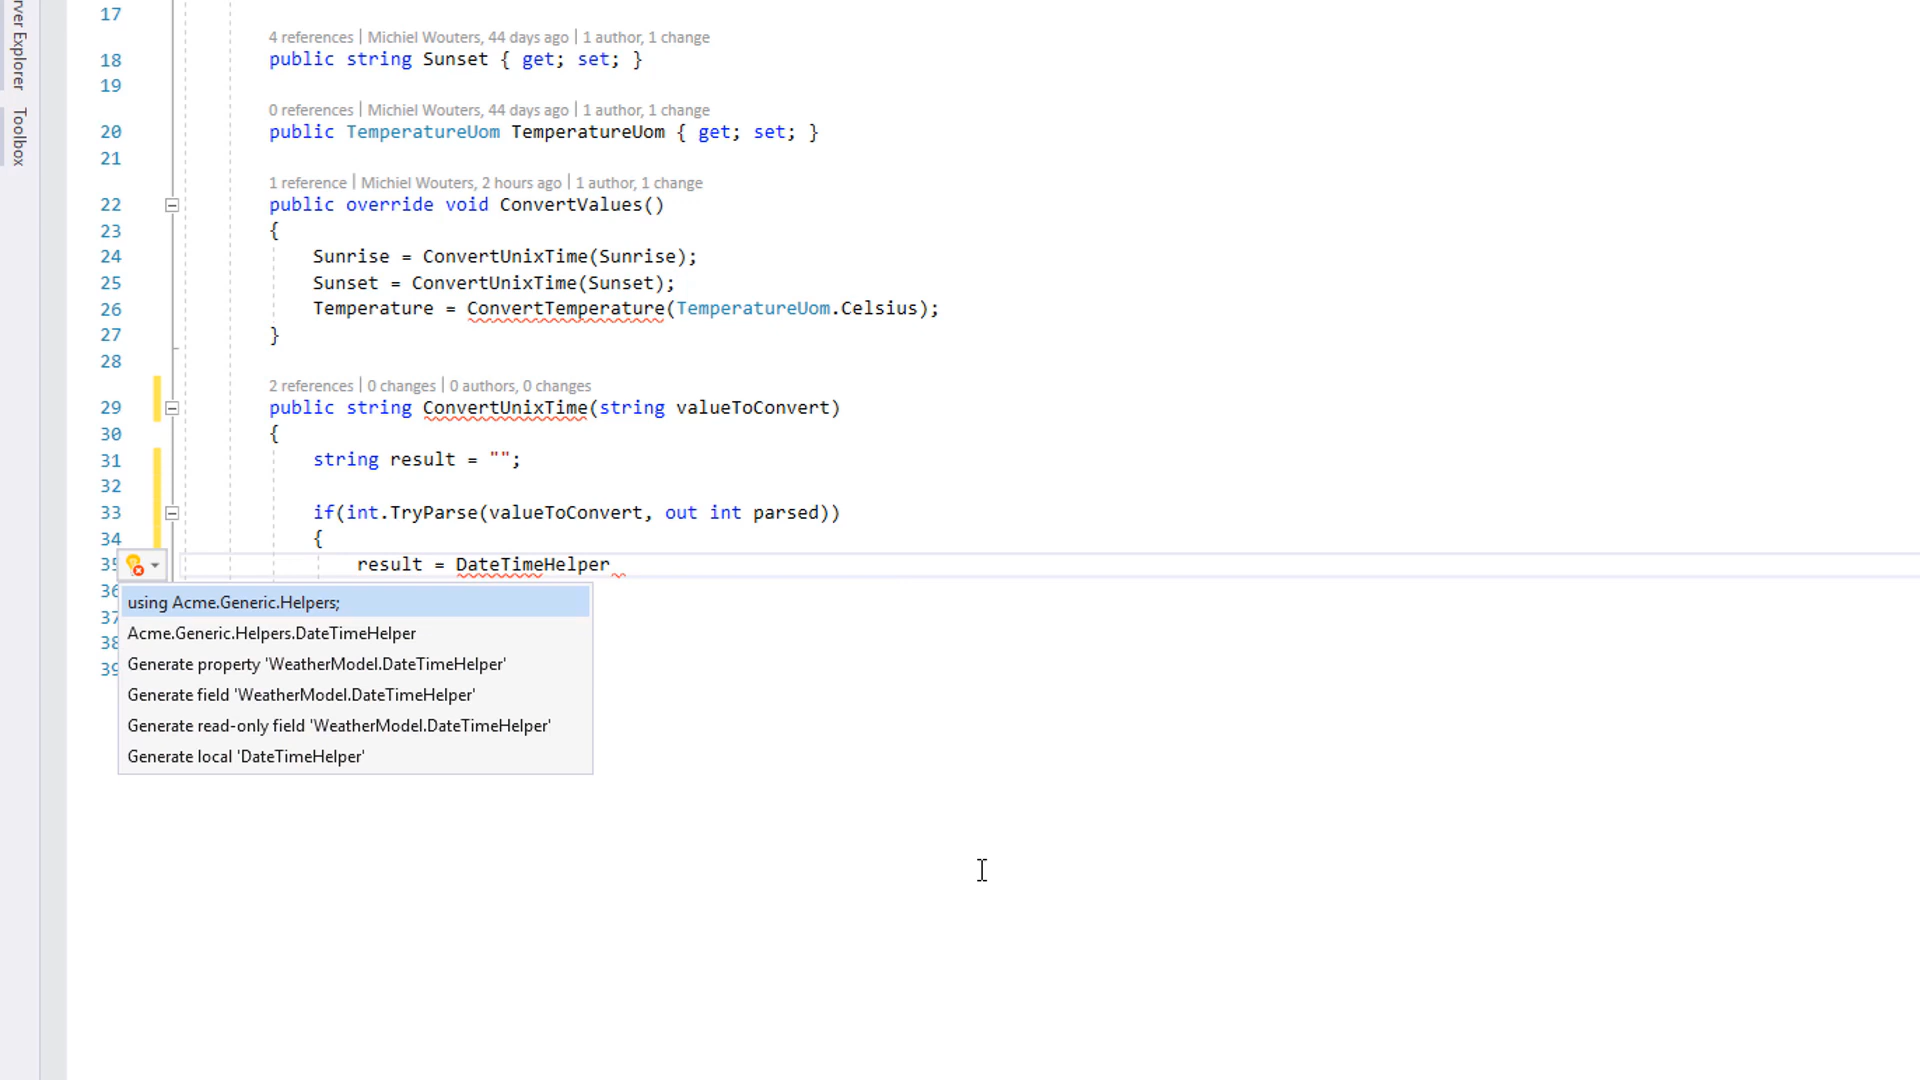 rver Explorer
Toolbox
17
4 references | Michiel Wouters, 44 days ago | 1 author, 1 change
18 public string Sunset { get; set; }
19
0 references | Michiel Wouters, 44 days ago | 1 author, 1 change
20 public TemperatureUom TemperatureUom { get; set; }
21
1 reference | Michiel Wouters, 2 hours ago | 1 author, 1 change
22 public override void ConvertValues()
23 {
24 Sunrise = ConvertUnixTime(Sunrise);
25 Sunset = ConvertUnixTime(Sunset);
26 Temperature = ConvertTemperature(TemperatureUom.Celsius);
27 }
28
2 references | 0 changes | 0 authors, 0 changes
29 public string ConvertUnixTime(string valueToConvert)
30 {
31 string result = "";
32
33 if(int.TryParse(valueToConvert, out int parsed))
34 {
35 result = DateTimeHelper
36
using Acme.Generic.Helpers;
37
Acme.Generic.Helpers.DateTimeHelper
38
Generate property 'WeatherModel.DateTimeHelper'
39
Generate field 'WeatherModel.DateTimeHelper'
Generate read-only field 'WeatherModel.DateTimeHelper'
Generate local 'DateTimeHelper'